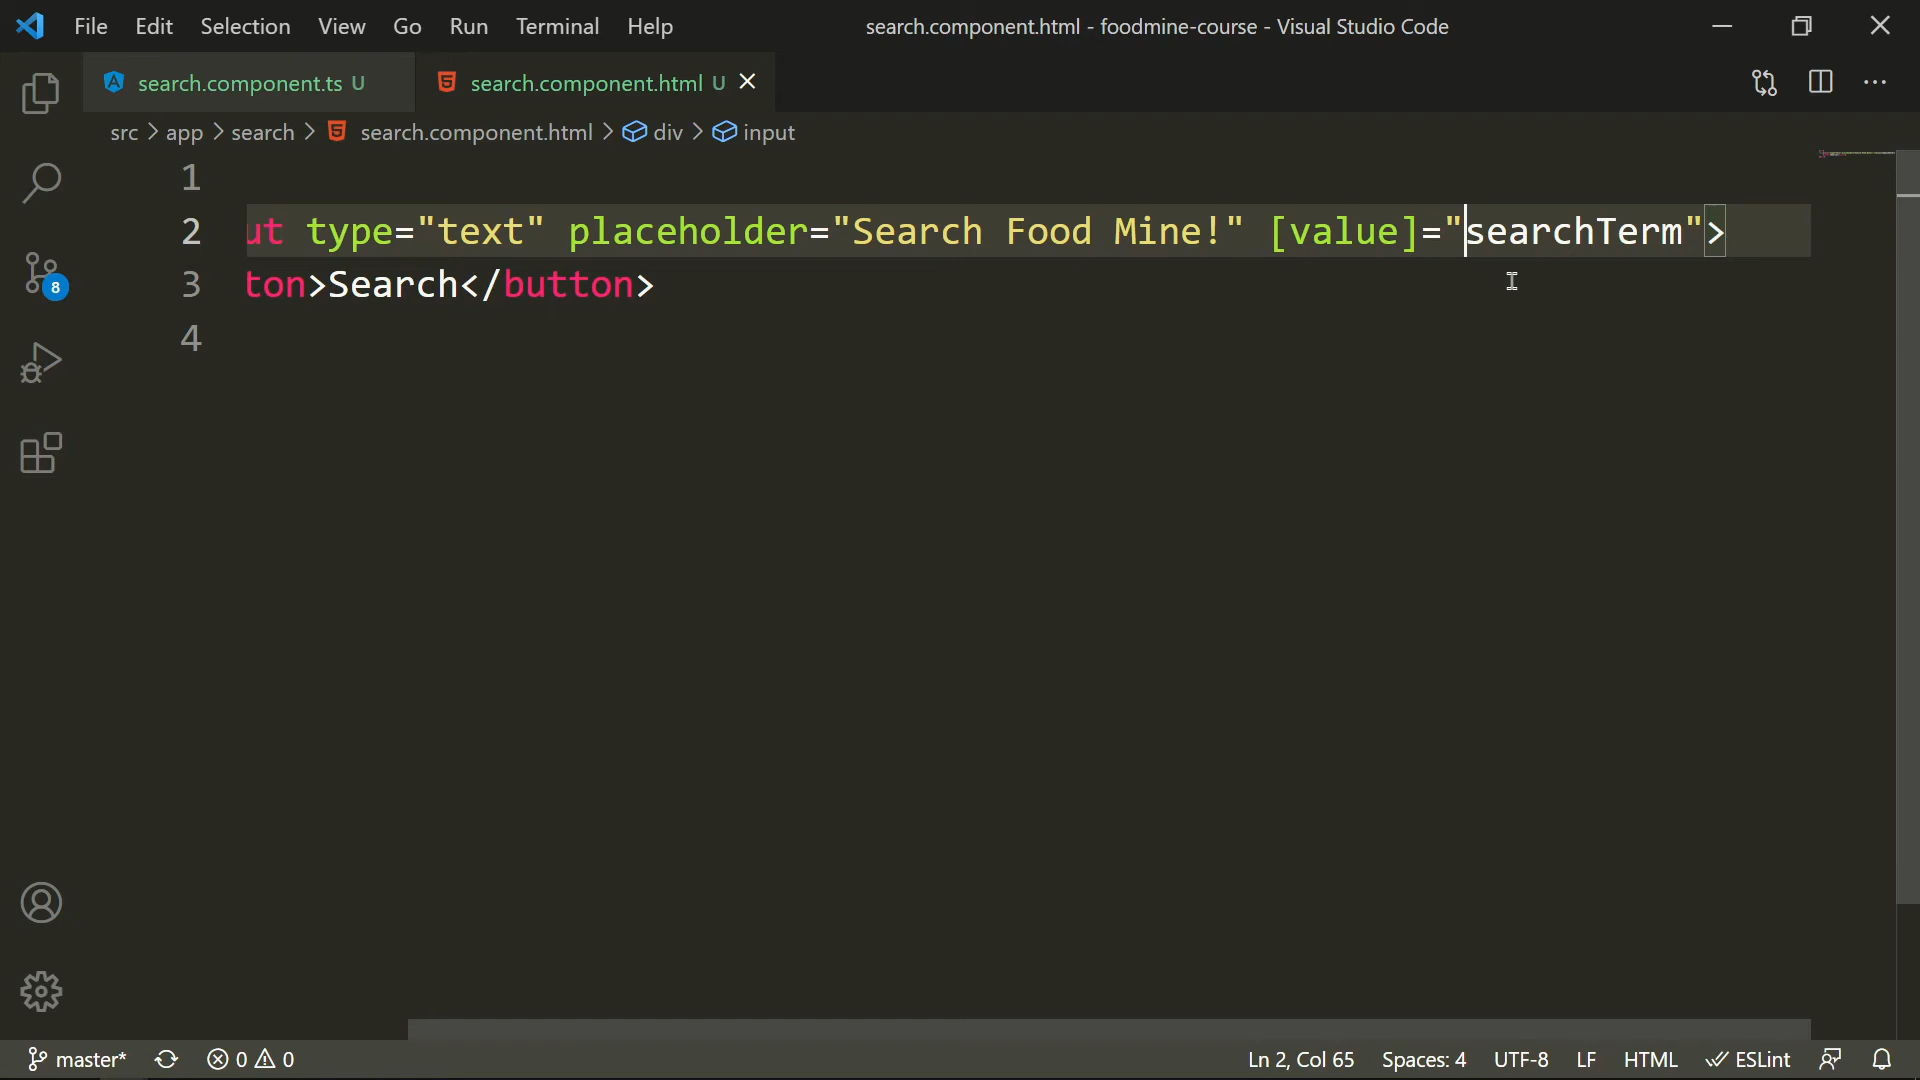 File Edit Selection View Go Run Terminal Help search.component.html - foodmine-course - Visual Studio Code
search.component.ts U search.component.html U
src > app > search > search.component.html > div > input
1
2 ut type="text" placeholder="Search Food Mine!" [value]="searchTerm">
3 ton>Search</button>
4
8
master* 0 0 Ln 2, Col 65 Spaces: 4 UTF-8 LF HTML ESLint